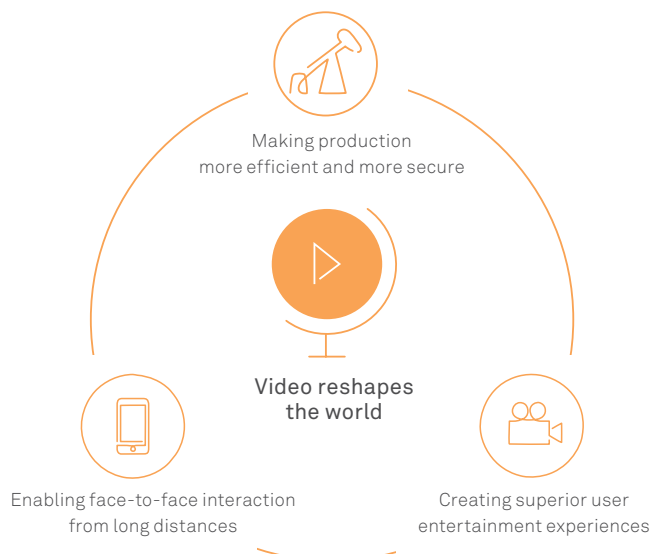 Making production
more efficient and more secure
Video reshapes
the world
Enabling face-to-face interaction
from long distances
Creating superior user
entertainment experiences